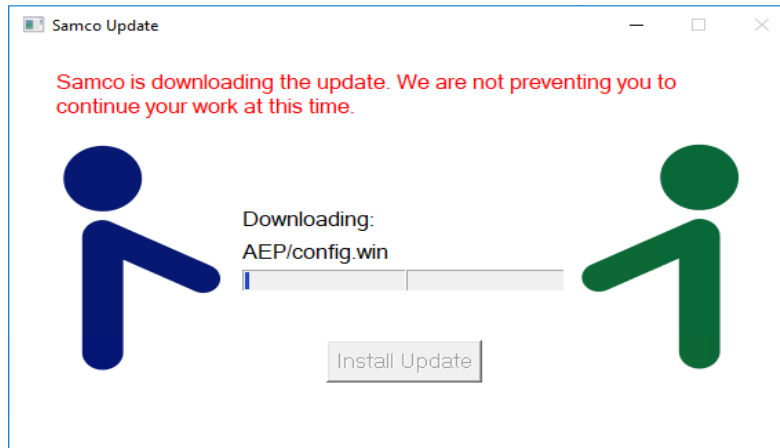 Samco Update
Samco is downloading the update. We are not preventing you to
continue your work at this time.
Downloading:
AEP/config.win
Install Update